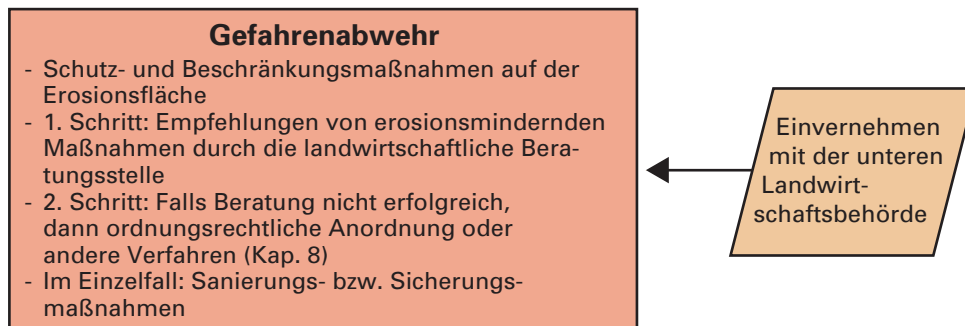 Gefahrenabwehr
- Schutz- und Beschränkungsmaßnahmen auf der
Erosionsfläche
- 1. Schritt: Empfehlungen von erosionsmindernden
Maßnahmen durch die landwirtschaftliche Bera-
tungsstelle
- 2. Schritt: Falls Beratung nicht erfolgreich,
dann ordnungsrechtliche Anordnung oder
andere Verfahren (Kap. 8)
- Im Einzelfall: Sanierungs- bzw. Sicherungs-
maßnahmen
Einvernehmen
mit der unteren
Landwirt-
schaftsbehörde